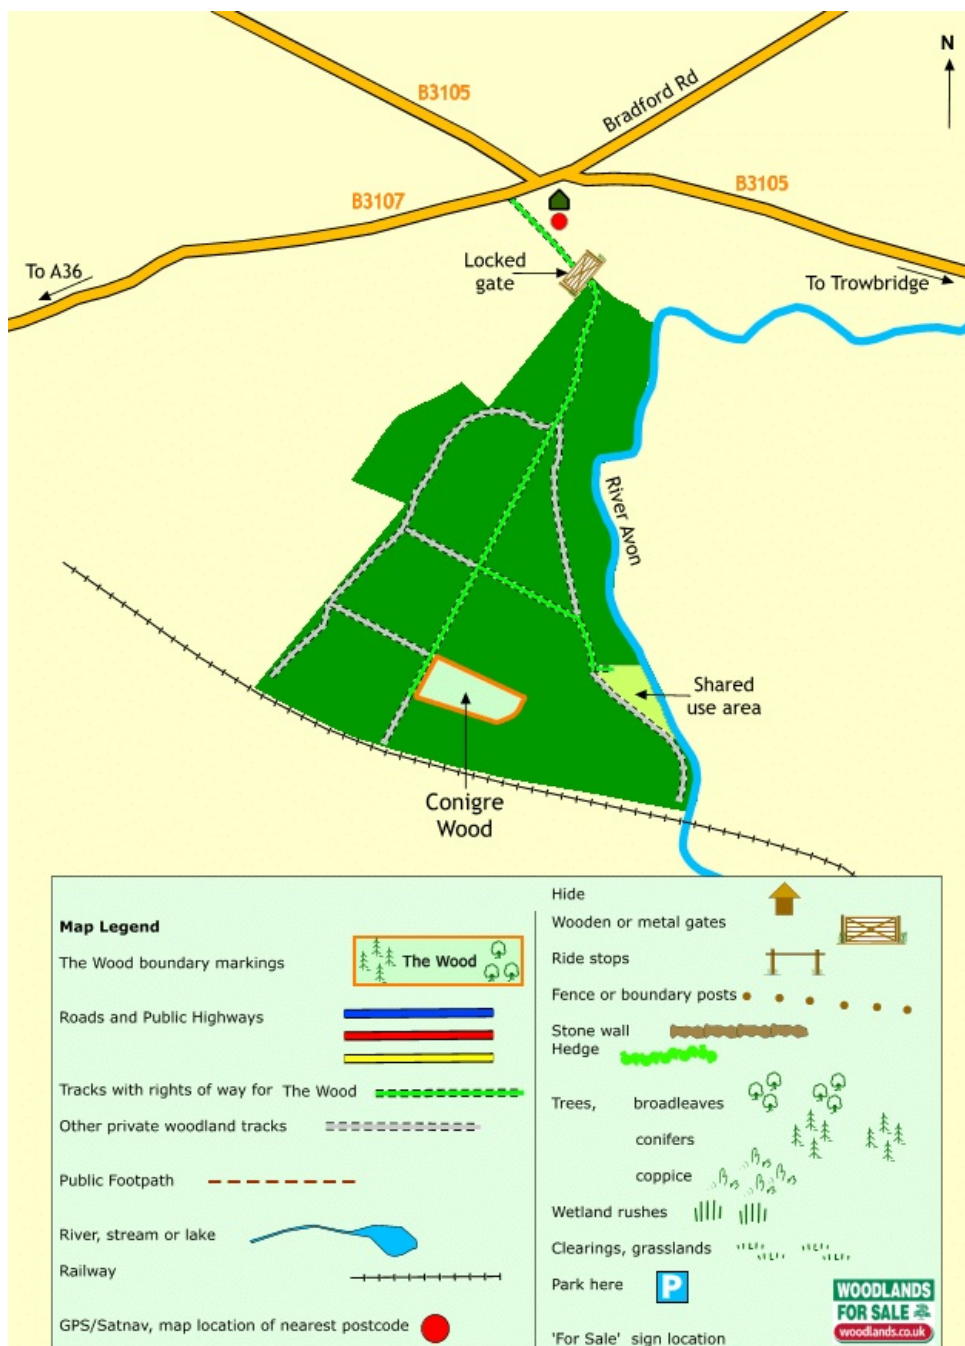 N
B3105
Bradford Rd
B3107
B3105
To A36
Locked
gate
To Trowbridge
River Avon
Shared
use area
Conigre
Wood
Map Legend
The Wood boundary markings
The Wood
Roads and Public Highways
Tracks with rights of way for The Wood
Other private woodland tracks
Public Footpath
River, stream or lake
Railway
GPS/Satnav, map location of nearest postcode
Hide
Wooden or metal gates
Ride stops
Fence or boundary posts
Stone wall
Hedge
Trees, broadleaves
conifers
coppice
Wetland rushes
Clearings, grasslands
Park here
P
'For Sale' sign location
WOODLANDS
FOR SALE
woodlands.co.uk